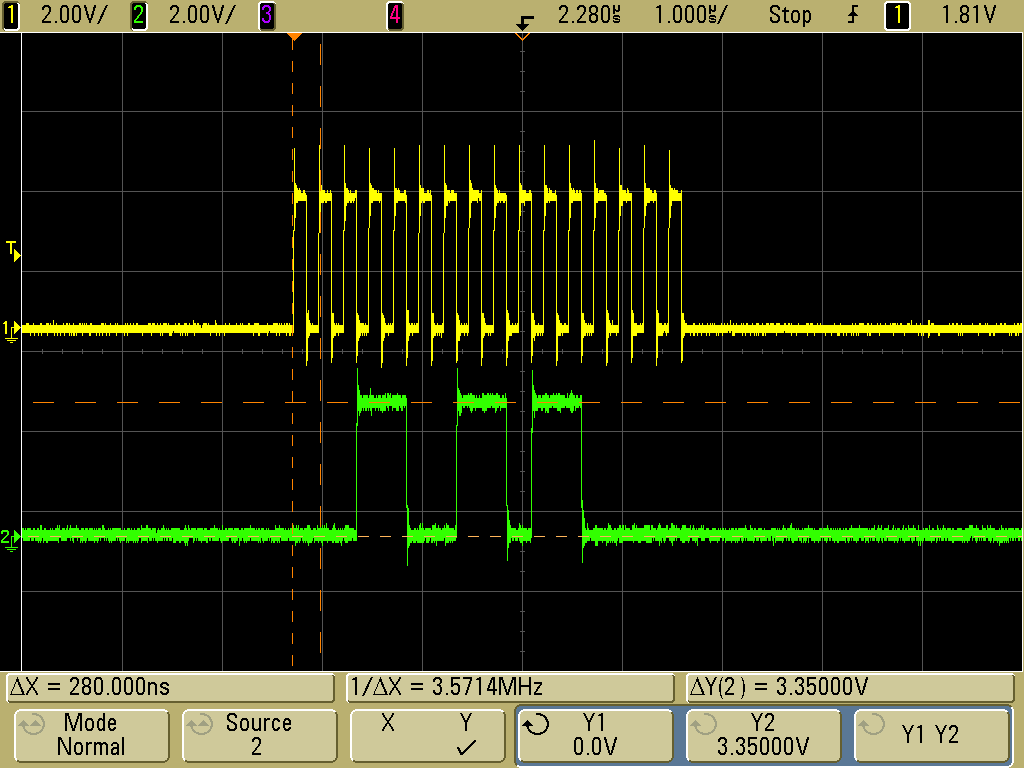 1 2.00V/ 2 2.00V/ 3 4 2.280µs 1.000µs/ Stop 1 1.81V
T
1
2
ΔX = 280.000ns 1/ΔX = 3.5714MHz ΔY(2) = 3.35000V
Mode Source X Y Y1 Y2 Y1 Y2
Normal 2 ✓ 0.0V 3.35000V